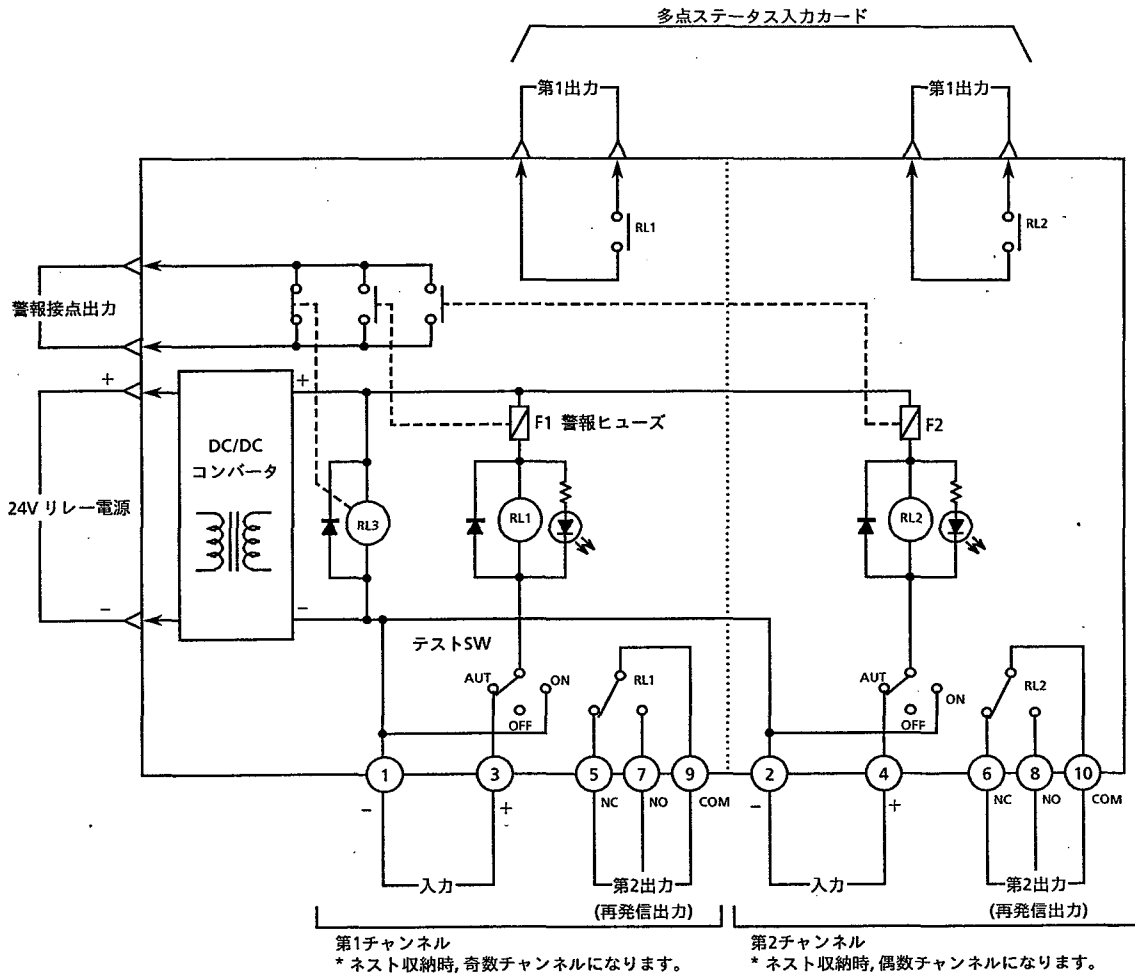 多点ステータス入力カード
第1出力
第1出力
RL1
RL2
警報接点出力
+
+
F1 警報ヒューズ
F2
DC/DC
コンバータ
24V リレー電源
RL3
RL1
RL2
−
−
テストSW
AUT
ON
OFF
RL1
AUT
ON
OFF
RL2
1
3
5
7
9
2
4
6
8
10
−
+
NC
NO
COM
−
+
NC
NO
COM
入力
第2出力
(再発信出力)
入力
第2出力
(再発信出力)
第1チャンネル
* ネスト収納時, 奇数チャンネルになります。
第2チャンネル
* ネスト収納時, 偶数チャンネルになります。